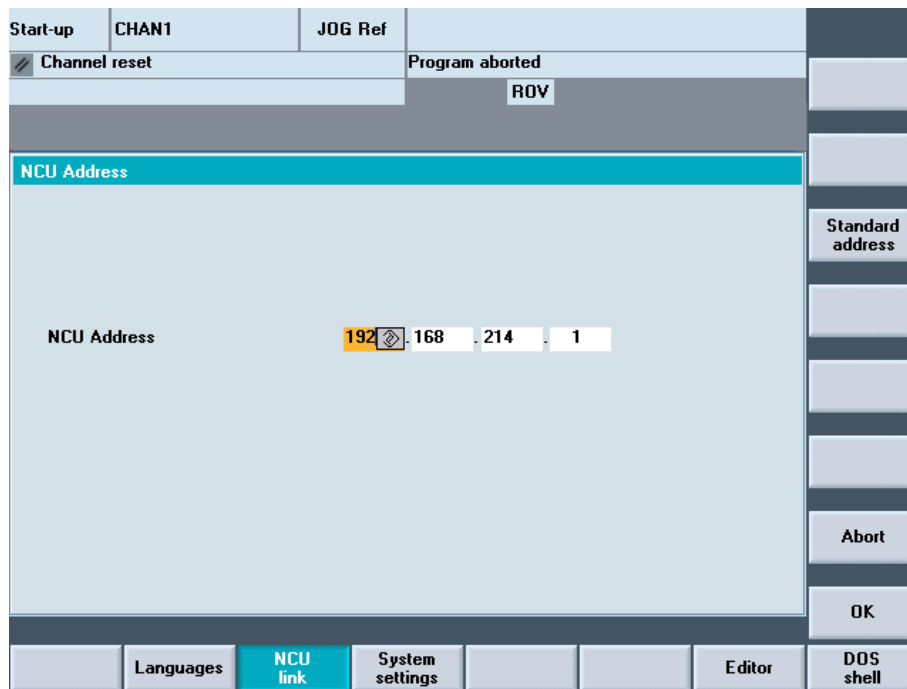 Start-up CHAN1 JOG Ref
Channel reset Program aborted
ROV
NCU Address
Standard
address
NCU Address 192 . 168 . 214 . 1
Abort
OK
Languages NCU link System settings Editor DOS shell